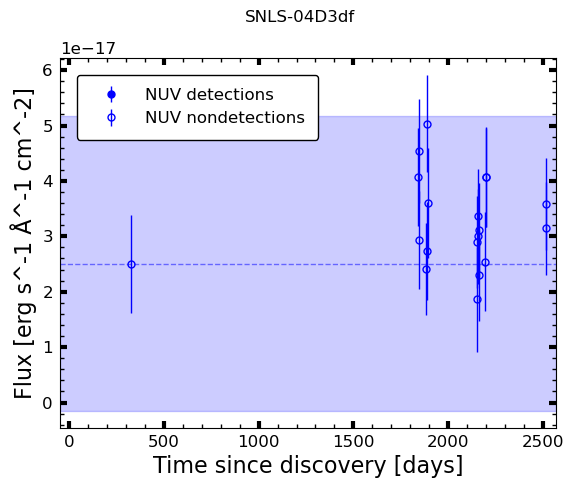 SNLS-04D3df
1e−17
Flux [erg s^-1 Å^-1 cm^-2]
6
5
4
3
2
1
0
NUV detections
NUV nondetections
0 500 1000 1500 2000 2500
Time since discovery [days]